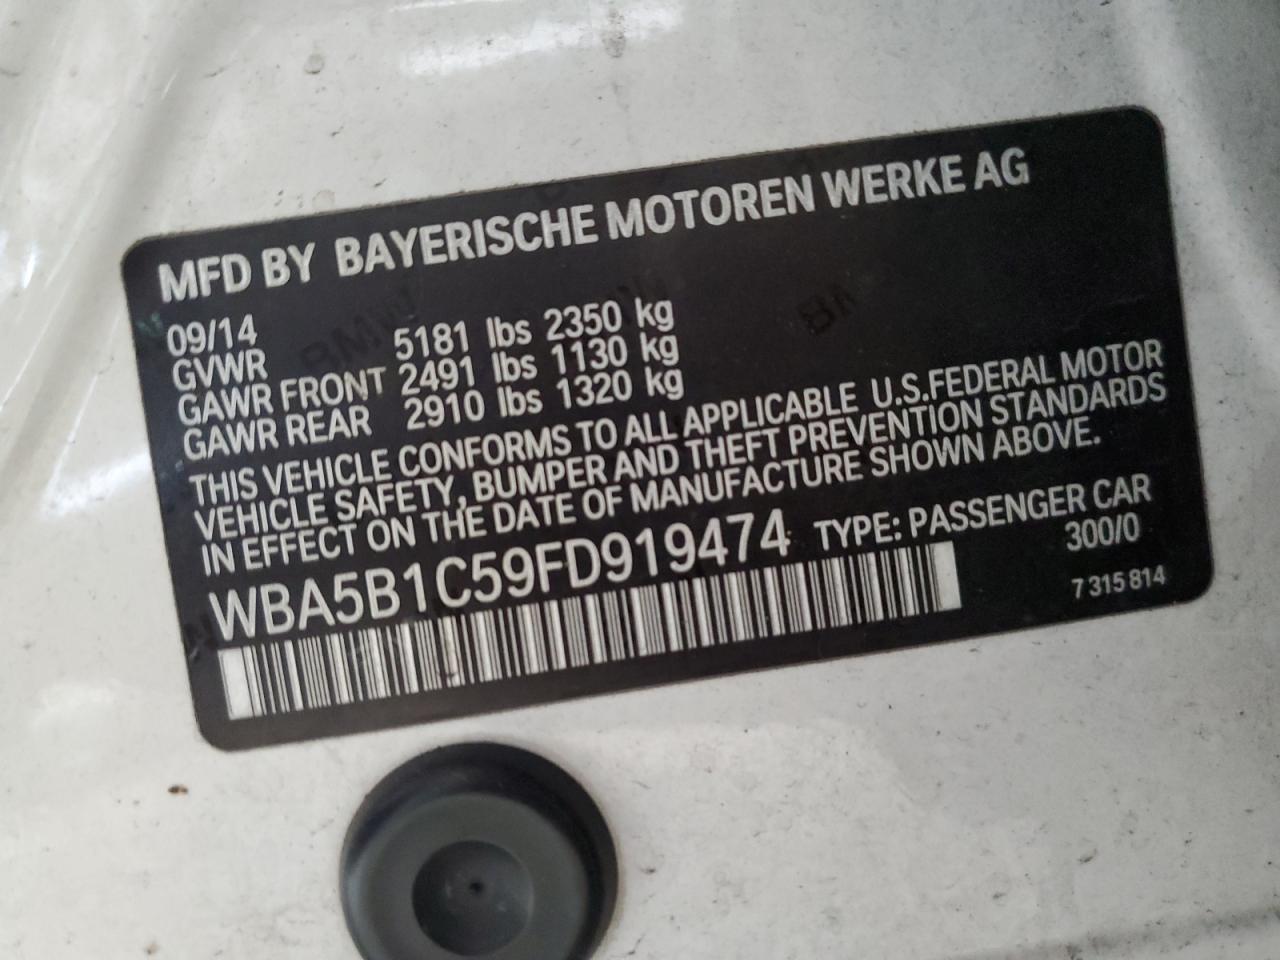 MFD BY BAYERISCHE MOTOREN WERKE AG
09/14
GVWR 5181 lbs 2350 kg
GAWR FRONT 2491 lbs 1130 kg
GAWR REAR 2910 lbs 1320 kg
THIS VEHICLE CONFORMS TO ALL APPLICABLE U.S.FEDERAL MOTOR
VEHICLE SAFETY, BUMPER AND THEFT PREVENTION STANDARDS
IN EFFECT ON THE DATE OF MANUFACTURE SHOWN ABOVE.
WBA5B1C59FD919474 TYPE: PASSENGER CAR
300/0
7 315 814